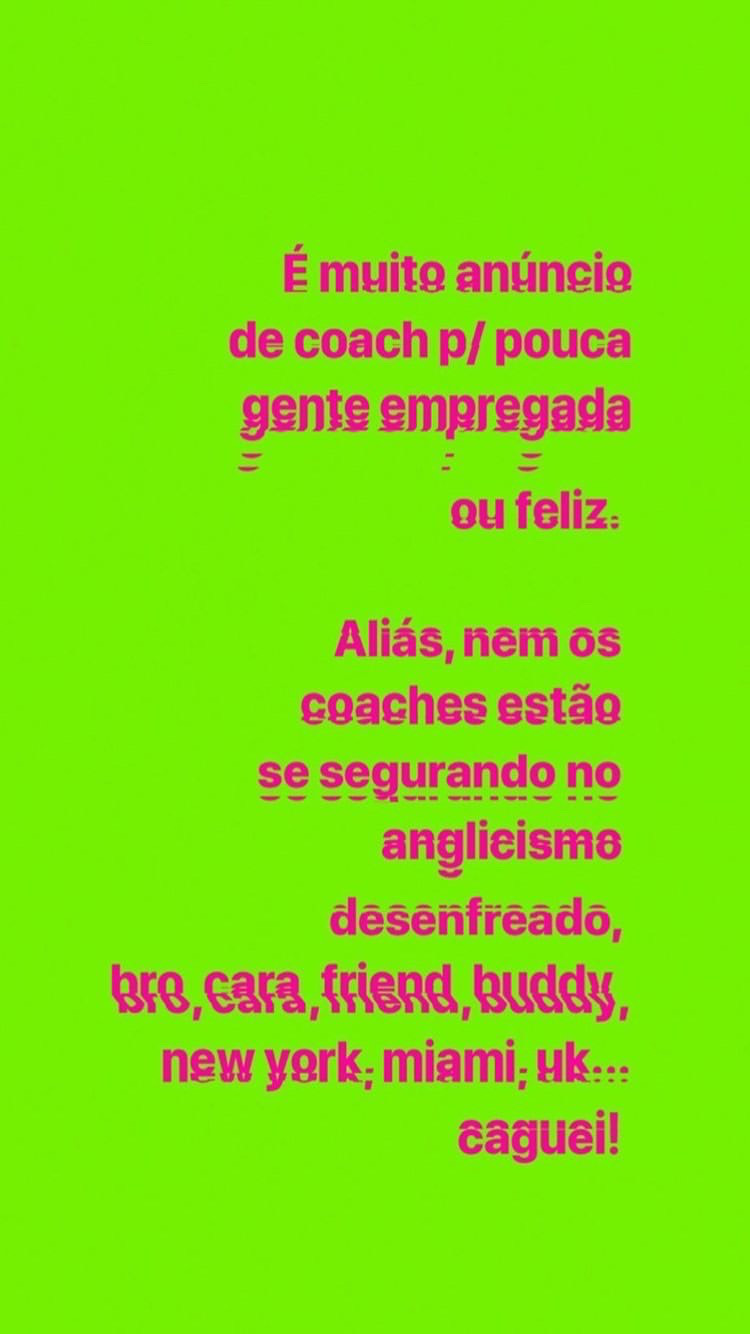 É muito anúncio
de coach p/ pouca
gente empregada
ou feliz.
Aliás, nem os
coaches estão
se segurando no
anglicismo
desenfreado,
bro, cara, friend, buddy,
new york, miami, uk...
caguei!